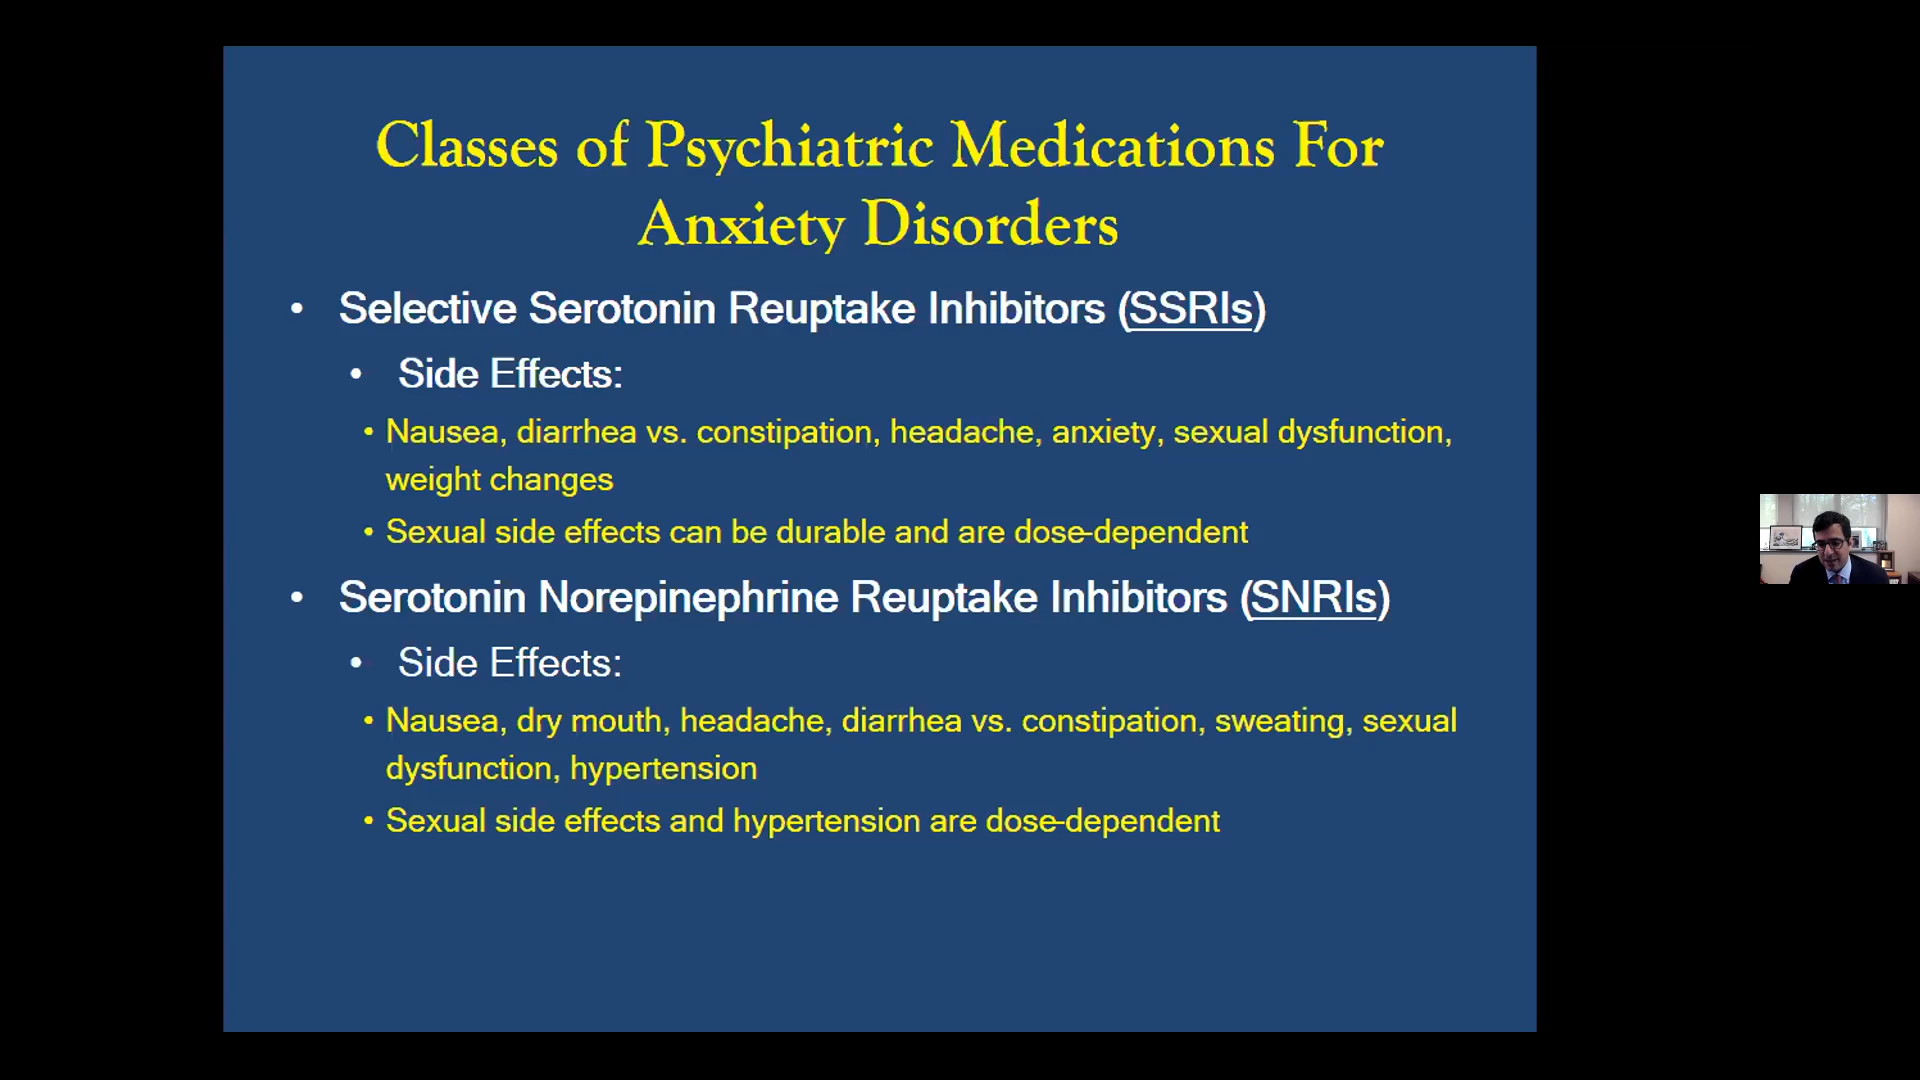 Classes of Psychiatric Medications For
Anxiety Disorders
• Selective Serotonin Reuptake Inhibitors (SSRIs)
• Side Effects:
• Nausea, diarrhea vs. constipation, headache, anxiety, sexual dysfunction,
weight changes
• Sexual side effects can be durable and are dose-dependent
• Serotonin Norepinephrine Reuptake Inhibitors (SNRIs)
• Side Effects:
• Nausea, dry mouth, headache, diarrhea vs. constipation, sweating, sexual
dysfunction, hypertension
• Sexual side effects and hypertension are dose-dependent